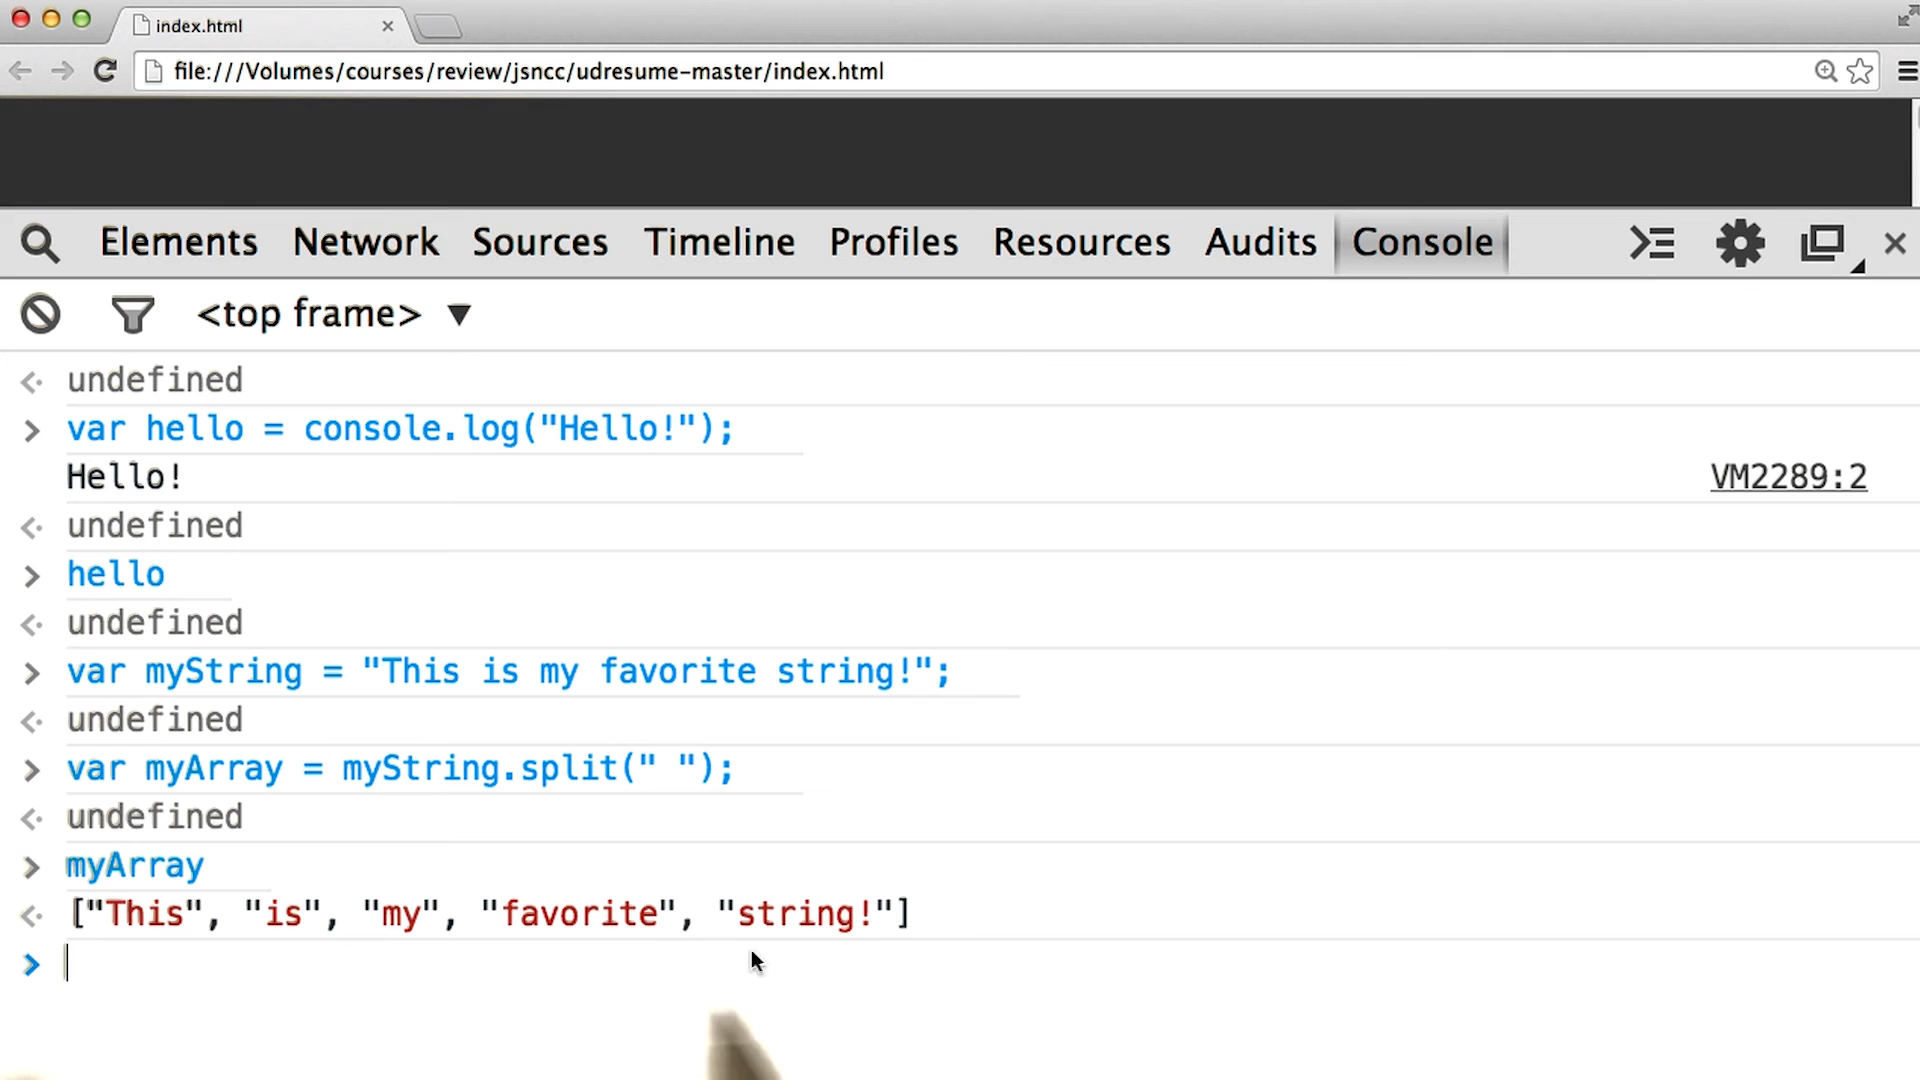 index.html
file:///Volumes/courses/review/jsncc/udresume-master/index.html
Elements Network Sources Timeline Profiles Resources Audits Console
<top frame> ▼
undefined
var hello = console.log("Hello!");
Hello! VM2289:2
undefined
hello
undefined
var myString = "This is my favorite string!";
undefined
var myArray = myString.split(" ");
undefined
myArray
["This", "is", "my", "favorite", "string!"]